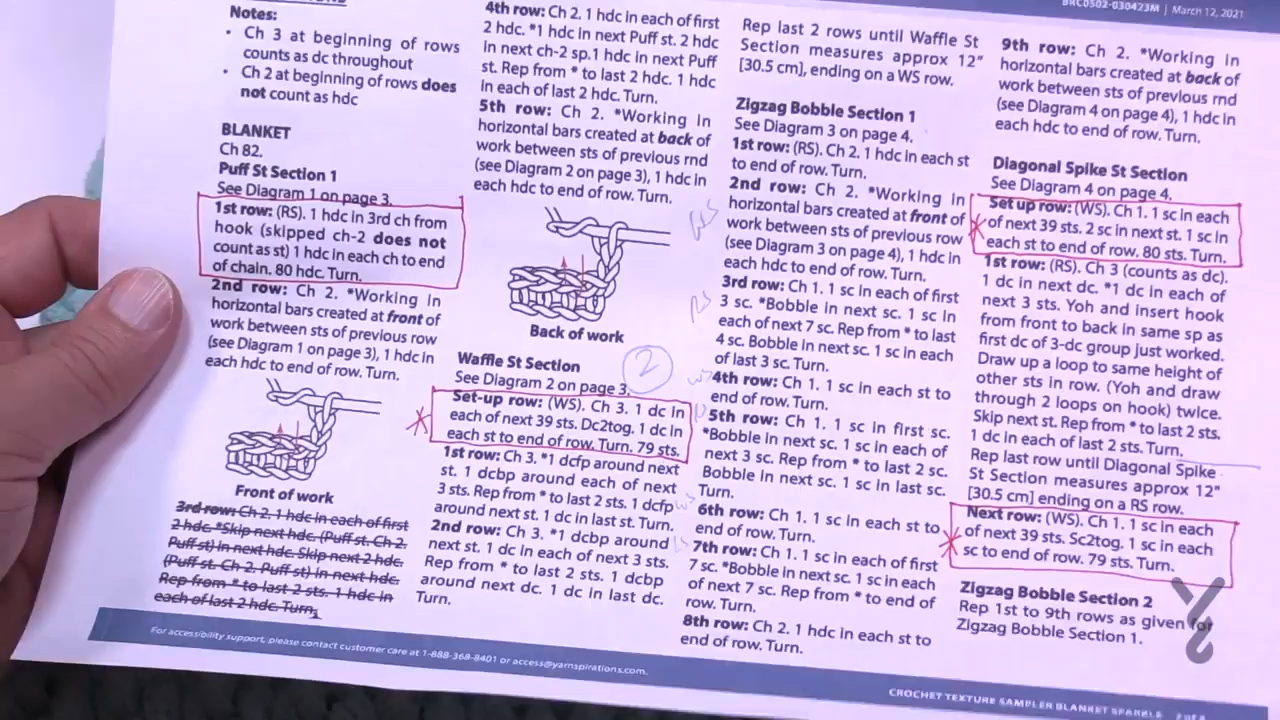 BRC0502-030423M | March 12, 2021
Notes:
• Ch 3 at beginning of rows
counts as dc throughout
• Ch 2 at beginning of rows does
not count as hdc
BLANKET
Ch 82.
Puff St Section 1
See Diagram 1 on page 3.
1st row: (RS). 1 hdc in 3rd ch from
hook (skipped ch-2 does not
count as st) 1 hdc in each ch to end
of chain. 80 hdc. Turn.
2nd row: Ch 2. *Working in
horizontal bars created at front of
work between sts of previous row
(see Diagram 1 on page 3), 1 hdc in
each hdc to end of row. Turn.
Front of work
3rd row: Ch 2. 1 hdc in each of first
2 hdc. *Skip next hdc. (Puff st. Ch 2.
Puff st) in next hdc. Skip next 2 hdc.
(Puff st. Ch 2. Puff st) in next hdc.
Rep from * to last 2 sts. 1 hdc in
each of last 2 hdc. Turn.
4th row: Ch 2. 1 hdc in each of first
2 hdc. *1 hdc in next Puff st. 2 hdc
in next ch-2 sp.1 hdc in next Puff
st. Rep from * to last 2 hdc. 1 hdc
in each of last 2 hdc. Turn.
5th row: Ch 2. *Working in
horizontal bars created at back of
work between sts of previous rnd
(see Diagram 2 on page 3), 1 hdc in
each hdc to end of row. Turn.
Back of work
2
Waffle St Section
See Diagram 2 on page 3.
Set-up row: (WS). Ch 3. 1 dc in
each of next 39 sts. Dc2tog. 1 dc in
each st to end of row. Turn. 79 sts.
1st row: Ch 3. *1 dcfp around next
st. 1 dcbp around each of next
3 sts. Rep from * to last 2 sts. 1 dcfp
around next st. 1 dc in last st. Turn.
2nd row: Ch 3. *1 dcbp around
next st. 1 dc in each of next 3 sts.
Rep from * to last 2 sts. 1 dcbp
around next dc. 1 dc in last dc.
Turn.
Rep last 2 rows until Waffle St
Section measures approx 12"
[30.5 cm], ending on a WS row.
Zigzag Bobble Section 1
See Diagram 3 on page 4.
1st row: (RS). Ch 2. 1 hdc in each st
to end of row. Turn.
WS
2nd row: Ch 2. *Working in
horizontal bars created at front of
work between sts of previous row
(see Diagram 3 on page 4), 1 hdc in
each hdc to end of row. Turn.
RS
3rd row: Ch 1. 1 sc in each of first
3 sc. *Bobble in next sc. 1 sc in
each of next 7 sc. Rep from * to last
4 sc. Bobble in next sc. 1 sc in each
of last 3 sc. Turn.
WS
4th row: Ch 1. 1 sc in each st to
end of row. Turn.
5th row: Ch 1. 1 sc in first sc.
*Bobble in next sc. 1 sc in each of
next 3 sc. Rep from * to last 2 sc.
Bobble in next sc. 1 sc in last sc.
Turn.
6th row: Ch 1. 1 sc in each st to
end of row. Turn.
7th row: Ch 1. 1 sc in each of first
7 sc. *Bobble in next sc. 1 sc in each
of next 7 sc. Rep from * to end of
row. Turn.
8th row: Ch 2. 1 hdc in each st to
end of row. Turn.
9th row: Ch 2. *Working in
horizontal bars created at back of
work between sts of previous rnd
(see Diagram 4 on page 4), 1 hdc in
each hdc to end of row. Turn.
Diagonal Spike St Section
See Diagram 4 on page 4.
Set up row: (WS). Ch 1. 1 sc in each
of next 39 sts. 2 sc in next st. 1 sc in
each st to end of row. 80 sts. Turn.
1st row: (RS). Ch 3 (counts as dc).
1 dc in next dc. *1 dc in each of
next 3 sts. Yoh and insert hook
from front to back in same sp as
first dc of 3-dc group just worked.
Draw up a loop to same height of
other sts in row. (Yoh and draw
through 2 loops on hook) twice.
Skip next st. Rep from * to last 2 sts.
1 dc in each of last 2 sts. Turn.
Rep last row until Diagonal Spike
St Section measures approx 12"
[30.5 cm] ending on a RS row.
Next row: (WS). Ch 1. 1 sc in each
of next 39 sts. Sc2tog. 1 sc in each
sc to end of row. 79 sts. Turn.
Zigzag Bobble Section 2
Rep 1st to 9th rows as given for
Zigzag Bobble Section 1.
For accessibility support, please contact customer care at 1-888-368-8401 or access@yarnspirations.com.
CROCHET TEXTURE SAMPLER BLANKET SPARKLE